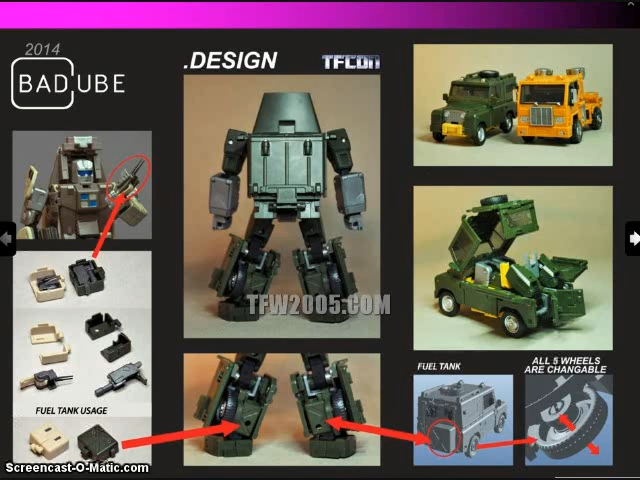 2014
BADCUBE
.DESIGN
TFCon
TFW2005.COM
FUEL TANK USAGE
FUEL TANK
ALL 5 WHEELS
ARE CHANGABLE
Screencast-O-Matic.com